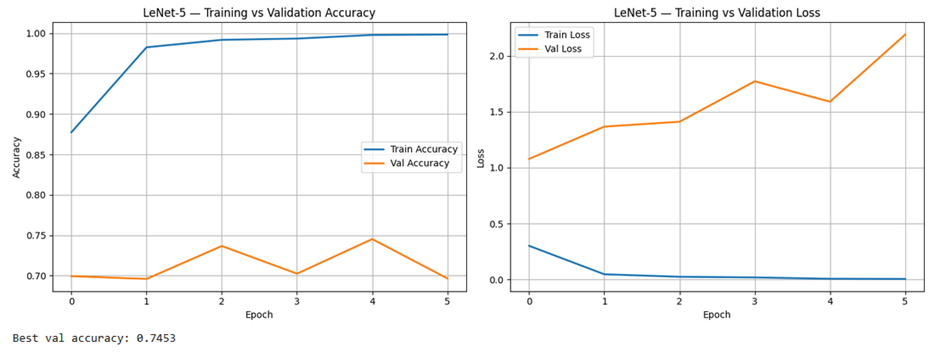 LeNet-5 — Training vs Validation Accuracy
Accuracy
1.00
0.95
0.90
0.85
0.80
0.75
0.70
Train Accuracy
Val Accuracy
0 1 2 3 4 5
Epoch
LeNet-5 — Training vs Validation Loss
Loss
2.0
1.5
1.0
0.5
0.0
Train Loss
Val Loss
0 1 2 3 4 5
Epoch
Best val accuracy: 0.7453